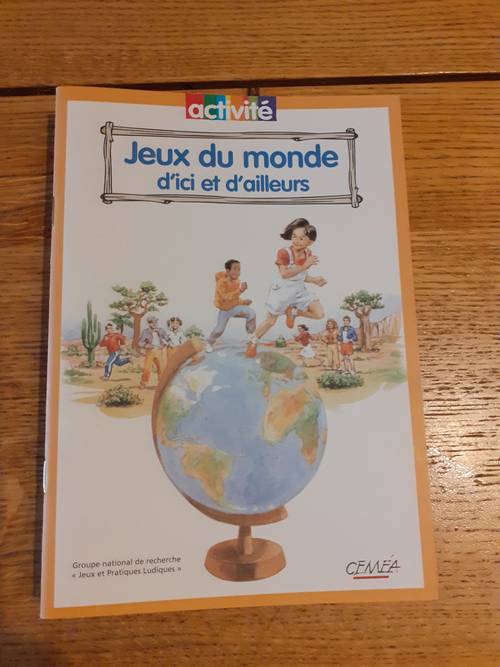 activité
Jeux du monde
d'ici et d'ailleurs
Groupe national de recherche
« Jeux et Pratiques Ludiques »
CEMÉA